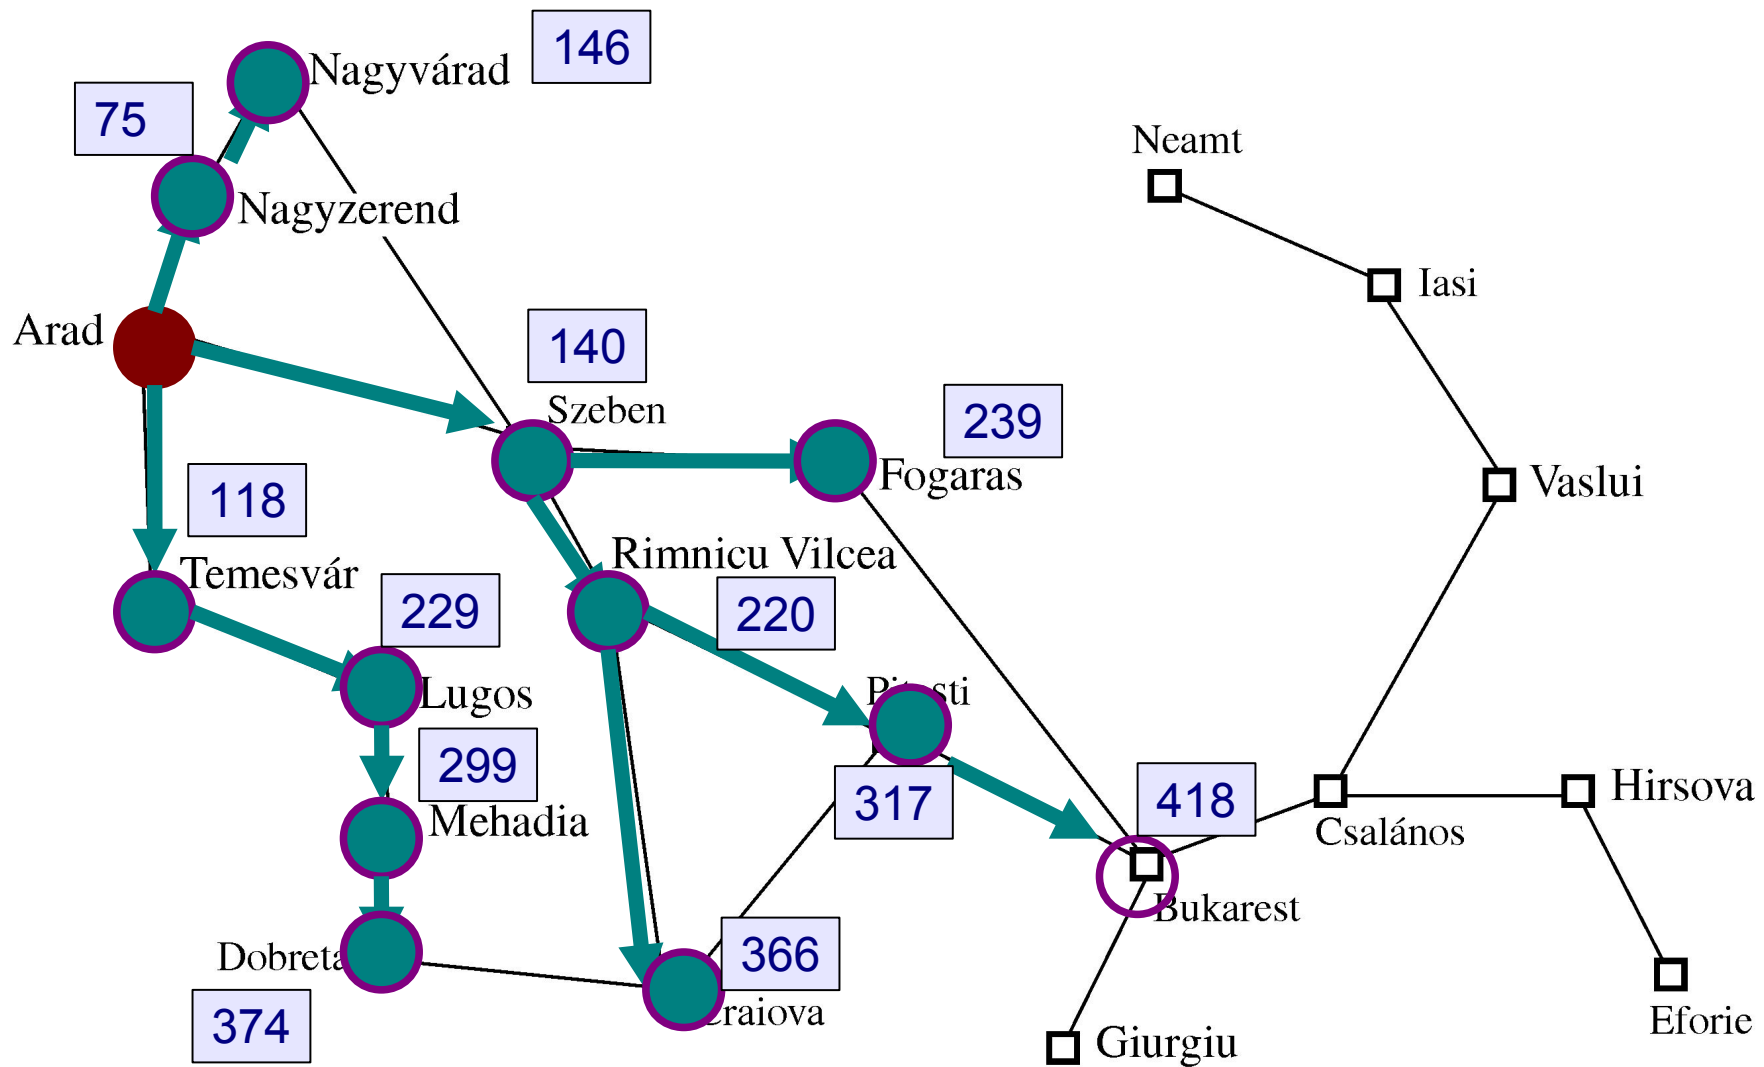 146
Nagyvárad
75
Neamt
Nagyzerend
Iasi
Arad
140
Szeben
239
Fogaras
Vaslui
118
Rimnicu Vilcea
Temesvár
229
220
Lugos
299
317
418
Hirsova
Mehadia
Csalános
Bukarest
366
Dobreta
374
Giurgiu
Eforie